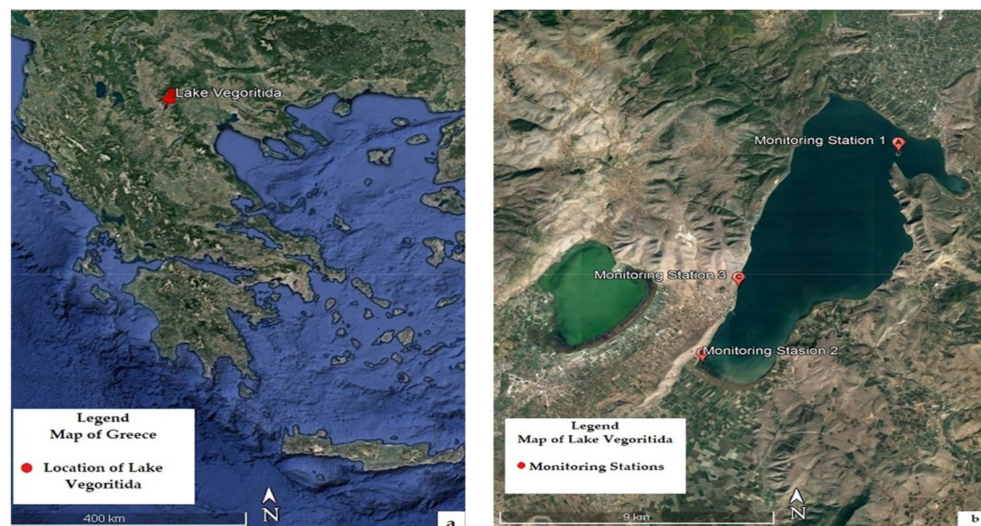 Lake Vegoritida
Legend
Map of Greece
Location of Lake
Vegoritida
400 km
N
a
Monitoring Station 1
A
Monitoring Station 3
C
Monitoring Stasion 2
Legend
Map of Lake Vegoritida
Monitoring Stations
9 km
N
b